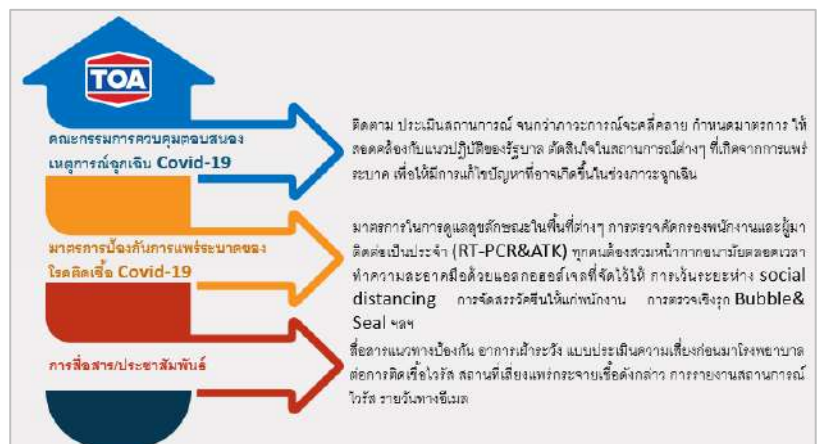 TOA
คณะกรรมการควบคุมตอบสนอง
เหตุการณ์ฉุกเฉิน Covid-19
ติดตาม ประเมินสถานการณ์ จนกว่าภาวะการณ์จะคลี่คลาย กำหนดมาตรการ ให้
สอดคล้องกับแนวปฏิบัติของรัฐบาล ตัดสินใจในสถานการณ์ต่างๆ ที่เกิดจากการแพร่
ระบาด เพื่อให้มีการแก้ไขปัญหาที่อาจเกิดขึ้นในช่วงภาวะฉุกเฉิน
มาตรการป้องกันการแพร่ระบาดของ
โรคติดเชื้อ Covid-19
มาตรการในการดูแลสุขลักษณะในพื้นที่ต่างๆ การตรวจคัดกรองพนักงานและผู้มา
ติดต่อเป็นประจำ (RT-PCR&ATK) ทุกคนต้องสวมหน้ากากอนามัยตลอดเวลา
ทำความสะอาดมือด้วยแอลกอฮอล์เจลที่จัดไว้ให้ การเว้นระยะห่าง social
distancing การจัดสรรวัคซีนให้แก่พนักงาน การตรวจเชิงรุก Bubble&
Seal ฯลฯ
การสื่อสาร/ประชาสัมพันธ์
สื่อสารแนวทางป้องกัน อาการเฝ้าระวัง แบบประเมินความเสี่ยงก่อนมาโรงพยาบาล
ต่อการติดเชื้อไวรัส สถานที่เสี่ยงแพร่กระจายเชื้อดังกล่าว การรายงานสถานการณ์
ไวรัส รายวันทางอีเมล